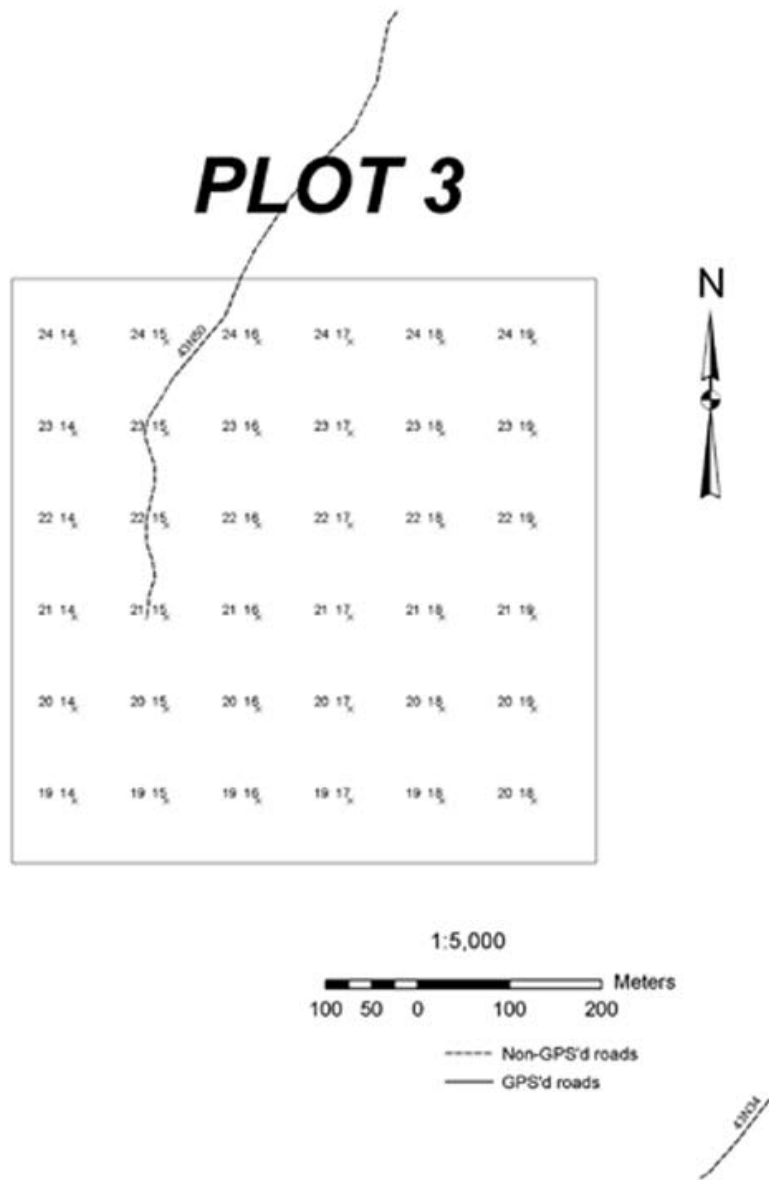 PLOT 3
N
43N50
24 14 24 15 24 16 24 17 24 18 24 19
23 14 23 15 23 16 23 17 23 18 23 19
22 14 22 15 22 16 22 17 22 18 22 19
21 14 21 15 21 16 21 17 21 18 21 19
20 14 20 15 20 16 20 17 20 18 20 19
19 14 19 15 19 16 19 17 19 18 20 18
1:5,000
Meters
100 50 0 100 200
Non-GPS'd roads
GPS'd roads
43N34